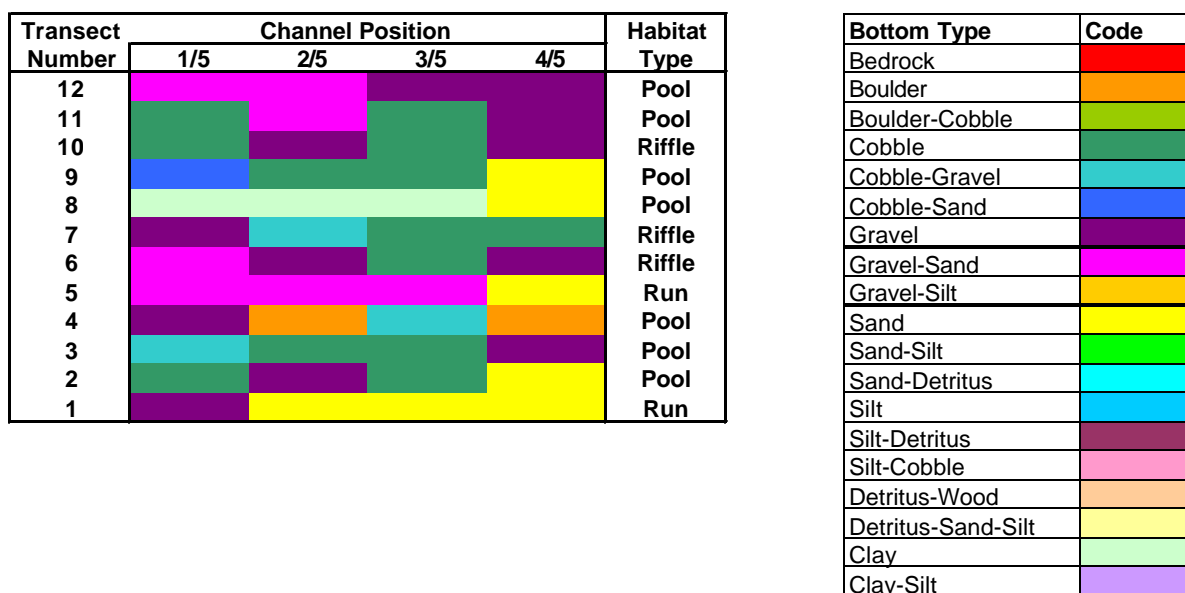 Transect Channel Position Habitat
Number 1/5 2/5 3/5 4/5 Type
12 Pool
11 Pool
10 Riffle
9 Pool
8 Pool
7 Riffle
6 Riffle
5 Run
4 Pool
3 Pool
2 Pool
1 Run
Bottom Type Code
Bedrock
Boulder
Boulder-Cobble
Cobble
Cobble-Gravel
Cobble-Sand
Gravel
Gravel-Sand
Gravel-Silt
Sand
Sand-Silt
Sand-Detritus
Silt
Silt-Detritus
Silt-Cobble
Detritus-Wood
Detritus-Sand-Silt
Clay
Clay-Silt